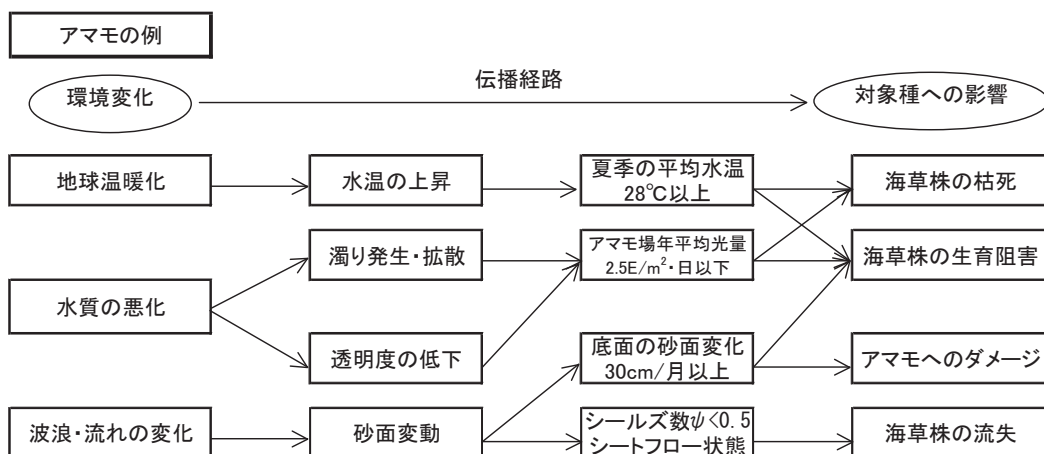 アマモの例
伝播経路
環境変化
対象種への影響
地球温暖化
水温の上昇
夏季の平均水温
28℃以上
海草株の枯死
濁り発生・拡散
アマモ場年平均光量
2.5E/m²・日以下
海草株の生育阻害
水質の悪化
透明度の低下
底面の砂面変化
30cm/月以上
アマモへのダメージ
波浪・流れの変化
砂面変動
シールズ数ψ<0.5
シートフロー状態
海草株の流失